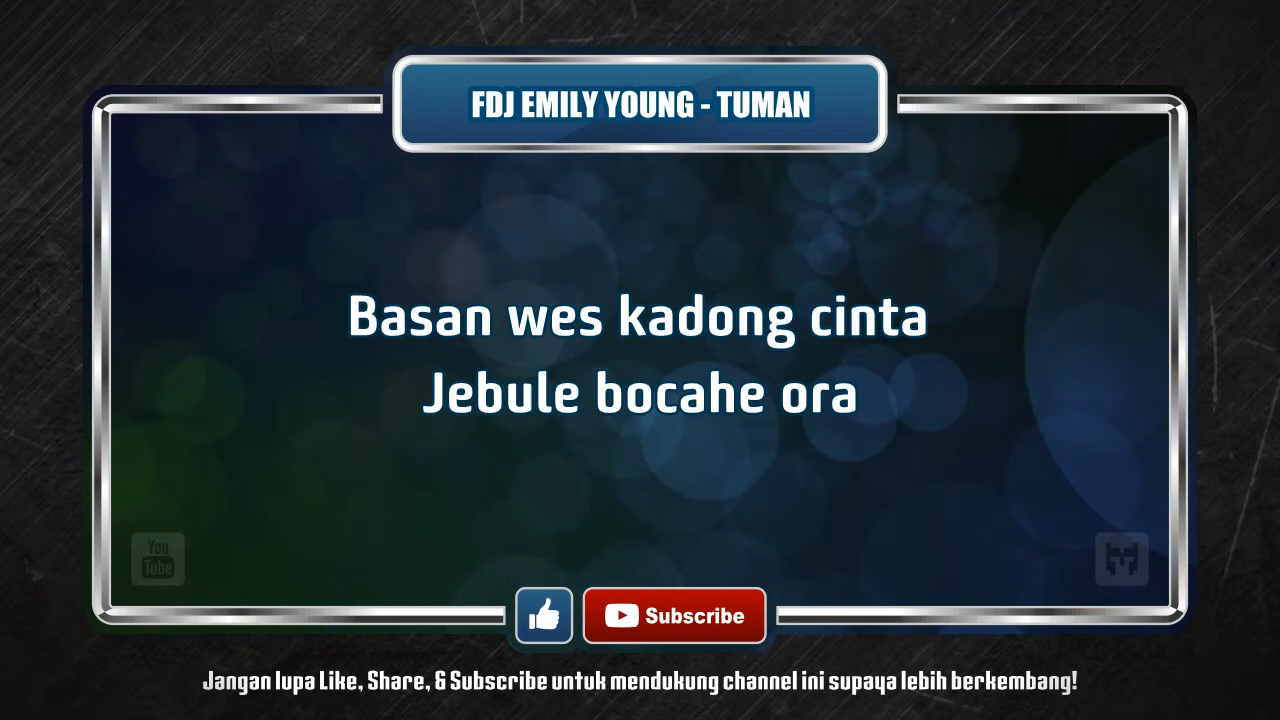 FDJ EMILY YOUNG - TUMAN
Basan wes kadong cinta
Jebule bocahe ora
You
Tube
Subscribe
Jangan lupa Like, Share, & Subscribe untuk mendukung channel ini supaya lebih berkembang!